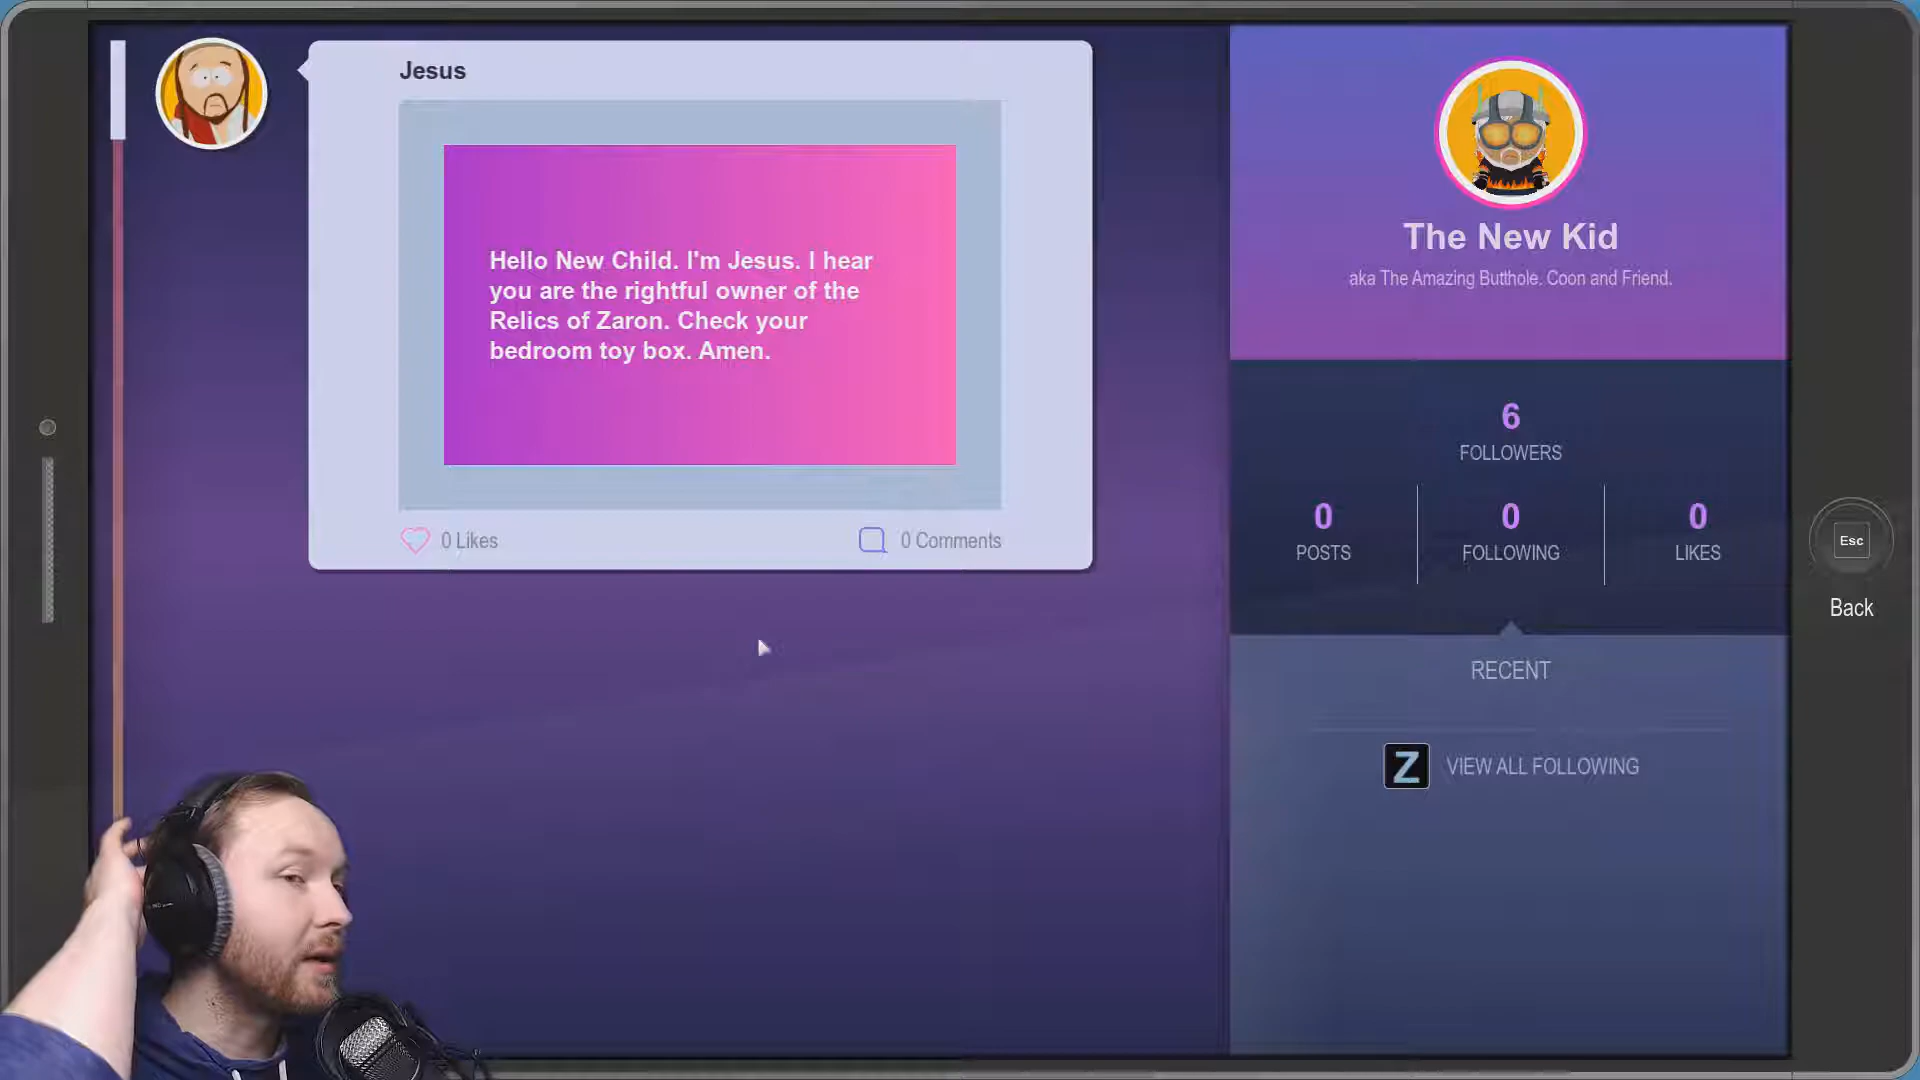 Jesus
Hello New Child. I'm Jesus. I hear
you are the rightful owner of the
Relics of Zaron. Check your
bedroom toy box. Amen.
0 Likes
0 Comments
The New Kid
aka The Amazing Butthole. Coon and Friend.
6
FOLLOWERS
0
POSTS
0
FOLLOWING
0
LIKES
RECENT
Z VIEW ALL FOLLOWING
Esc
Back